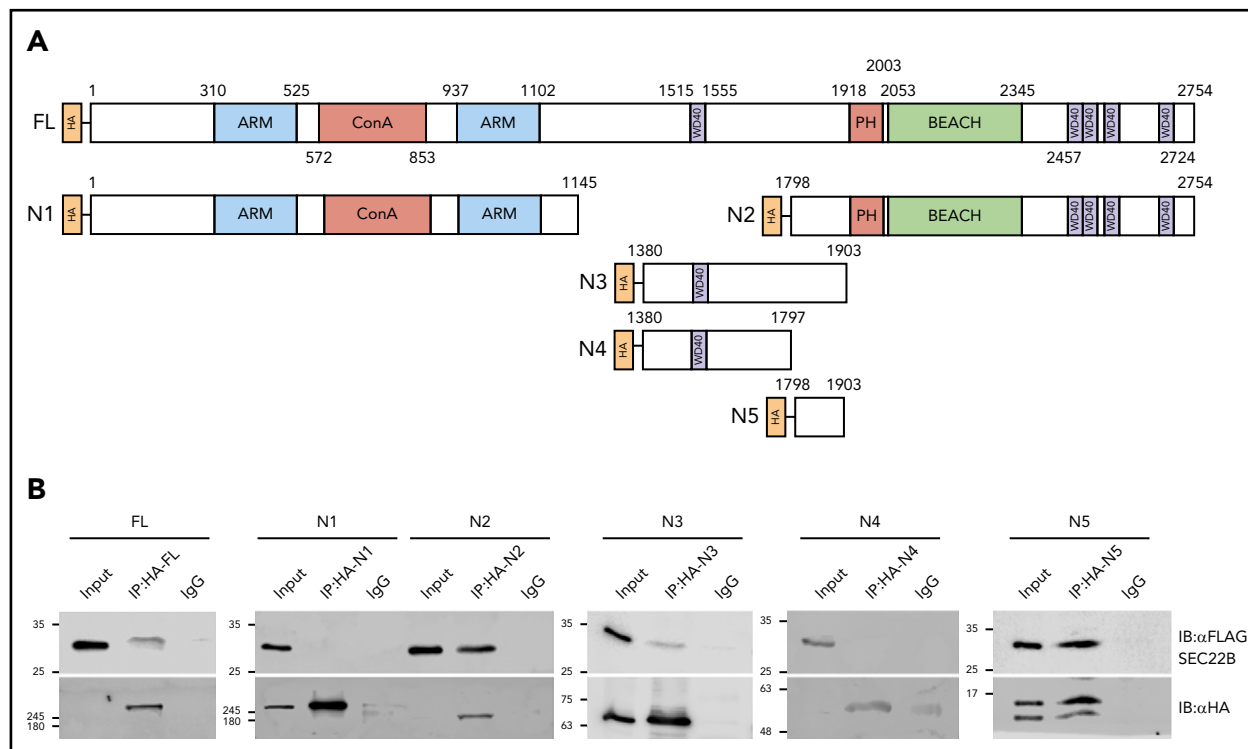 A
2003
1 310 525 937 1102 1515 1555 1918 2053 2345 2754
FL HA ARM ConA ARM WD40 PH BEACH WD40 WD40 WD40 WD40
572 853 2457 2724
1 1145 1798 2754
N1 HA ARM ConA ARM N2 HA PH BEACH WD40 WD40 WD40 WD40
1380 1903
N3 HA WD40
1380 1797
N4 HA WD40
1798 1903
N5 HA
B
FL N1 N2 N3 N4 N5
Input IP:HA-FL IgG Input IP:HA-N1 IgG Input IP:HA-N2 IgG Input IP:HA-N3 IgG Input IP:HA-N4 IgG Input IP:HA-N5 IgG
35 35 35 35 35 IB:αFLAG
25 25 25 25 25 SEC22B
245 245 75 63 17 IB:αHA
180 180 63 48